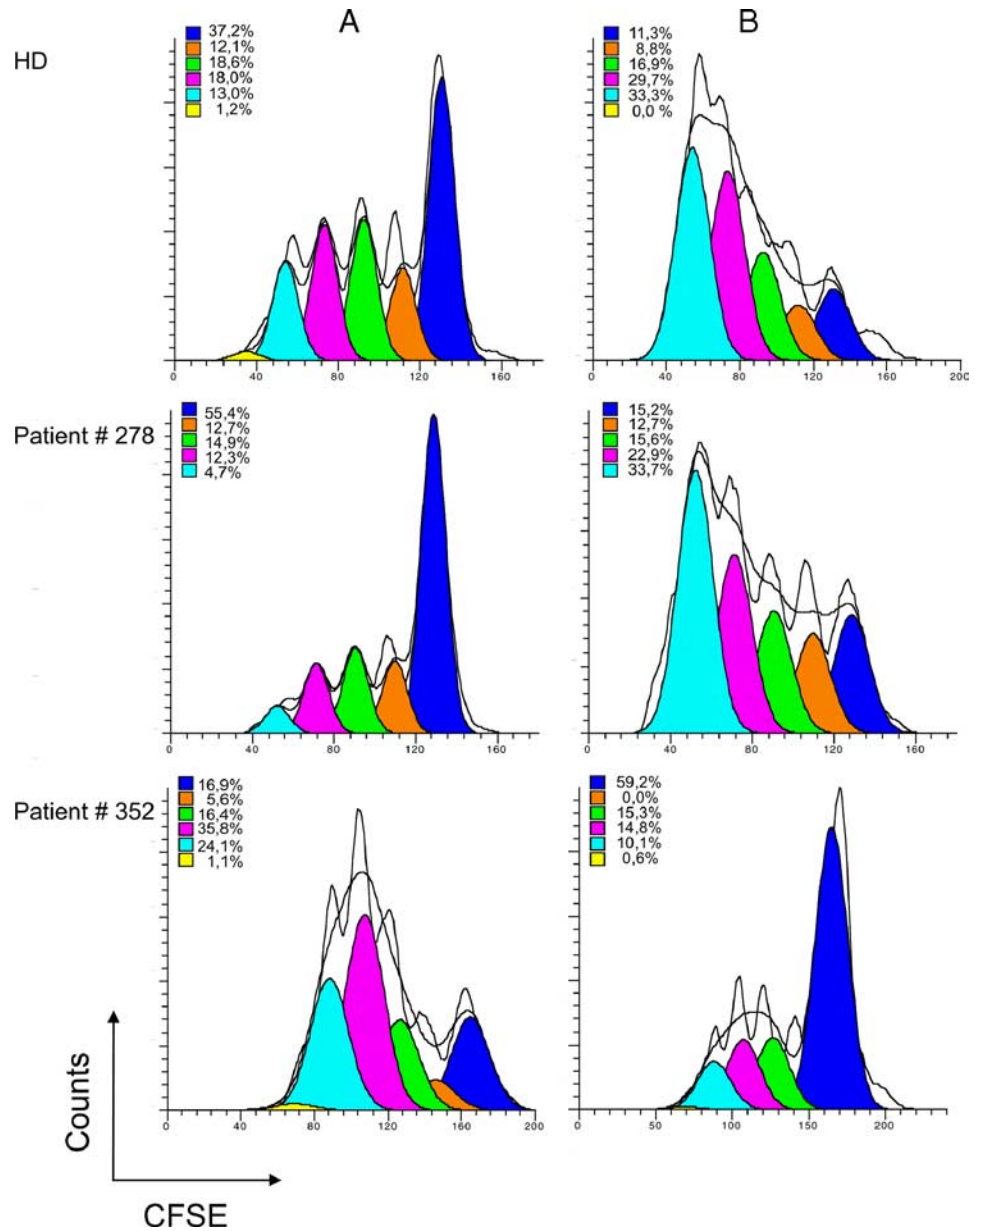 A
B
HD
37,2%
12,1%
18,6%
18,0%
13,0%
1,2%
0 40 80 120 160
11,3%
8,8%
16,9%
29,7%
33,3%
0,0 %
0 40 80 120 160 200
Patient # 278
55,4%
12,7%
14,9%
12,3%
4,7%
0 40 80 120 160
15,2%
12,7%
15,6%
22,9%
33,7%
0 40 80 120 160
Patient # 352
16,9%
5,6%
16,4%
35,8%
24,1%
1,1%
0 40 80 120 160 200
59,2%
0,0%
15,3%
14,8%
10,1%
0,6%
0 50 100 150 200
Counts
CFSE